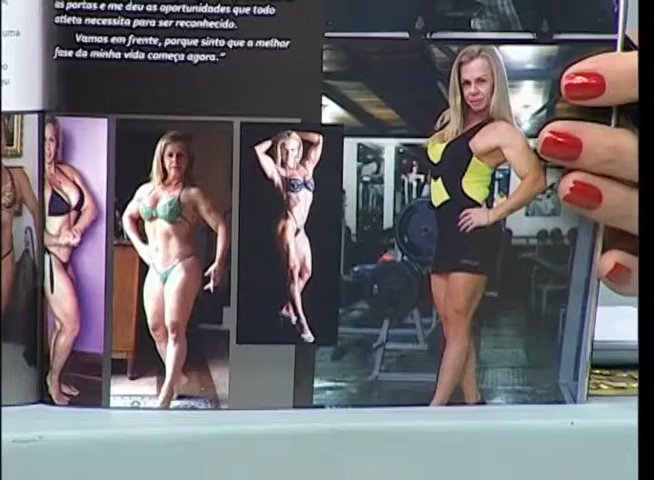 as portas e me deu as oportunidades que todo
atleta necessita para ser reconhecido.
Vamos em frente, porque sinto que a melhor
fase da minha vida começa agora."
uma